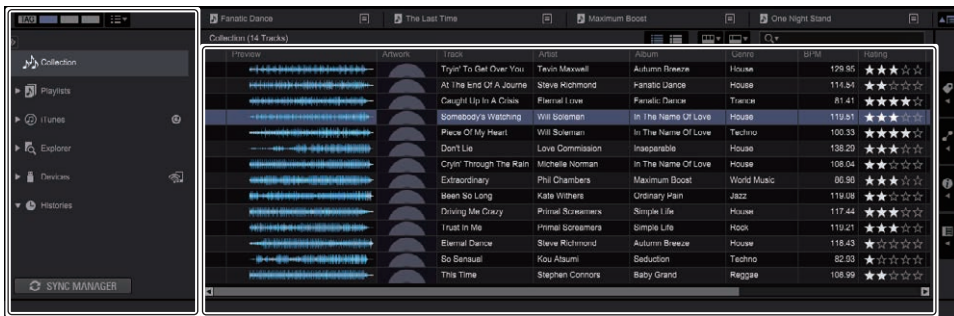 TAG
Fanatic Dance The Last Time Maximum Boost One Night Stand
Collection (14 Tracks)
Collection
Playlists
iTunes
Explorer
Devices
Histories
SYNC MANAGER
Preview Artwork Track Artist Album Genre BPM Rating
Tryin' To Get Over You Tevin Maxwell Autumn Breeze House 129.95
At The End Of A Journe Steve Richmond Fanatic Dance House 114.54
Caught Up In A Crisis Eternal Love Fanatic Dance Trance 81.41
Somebody's Watching Will Soleman In The Name Of Love House 119.51
Piece Of My Heart Will Soleman In The Name Of Love Techno 100.33
Don't Lie Love Commission Inseparable House 138.29
Cryin' Through The Rain Michelle Norman In The Name Of Love House 108.04
Extraordinary Phil Chambers Maximum Boost World Music 86.98
Been So Long Kate Withers Ordinary Pain Jazz 119.08
Driving Me Crazy Primal Screamers Simple Life House 117.44
Trust In Me Primal Screamers Simple Life Rock 119.21
Eternal Dance Steve Richmond Autumn Breeze House 118.43
So Sensual Kou Atsumi Seduction Techno 82.93
This Time Stephen Connors Baby Grand Reggae 108.99